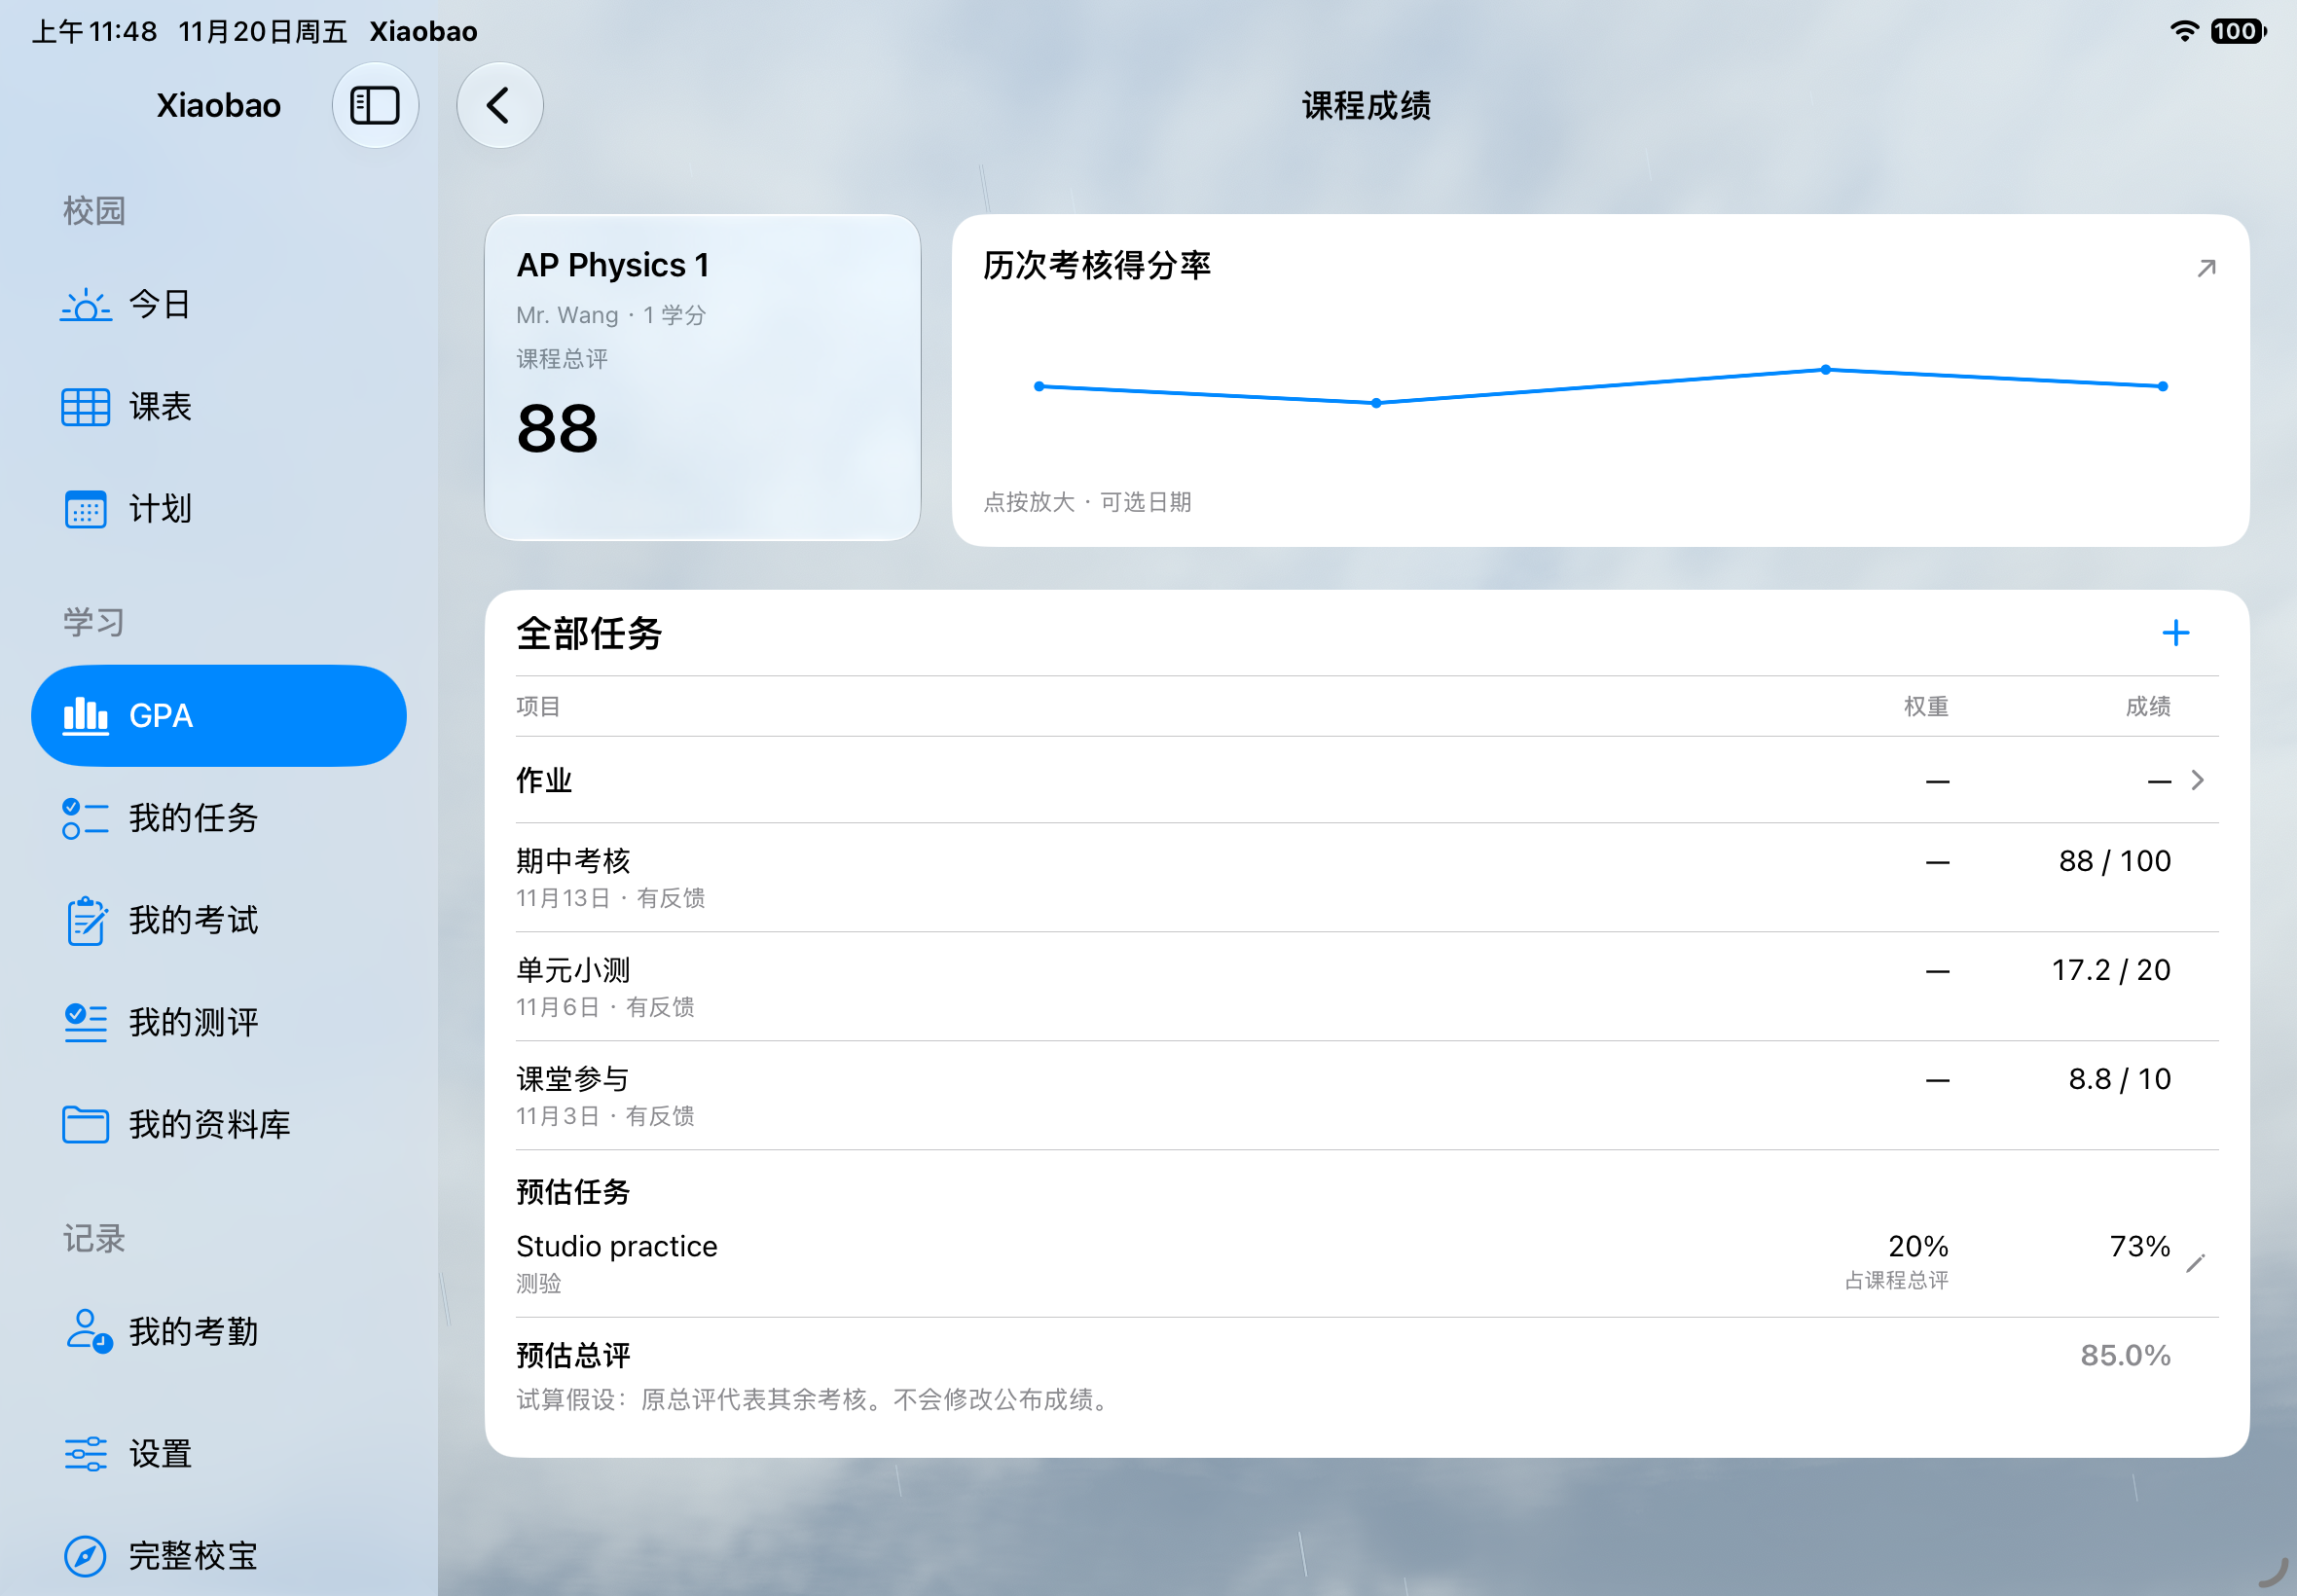 上午11:48 11月20日周五 Xiaobao
100
Xiaobao
校园
今日
课表
计划
学习
GPA
我的任务
我的考试
我的测评
我的资料库
记录
我的考勤
设置
完整校宝
课程成绩
AP Physics 1
Mr. Wang · 1 学分
课程总评
88
历次考核得分率
点按放大 · 可选日期
全部任务
项目 权重 成绩
作业 — —
期中考核 — 88 / 100
11月13日 · 有反馈
单元小测 — 17.2 / 20
11月6日 · 有反馈
课堂参与 — 8.8 / 10
11月3日 · 有反馈
预估任务
Studio practice 20% 73%
测验 占课程总评
预估总评 85.0%
试算假设：原总评代表其余考核。不会修改公布成绩。